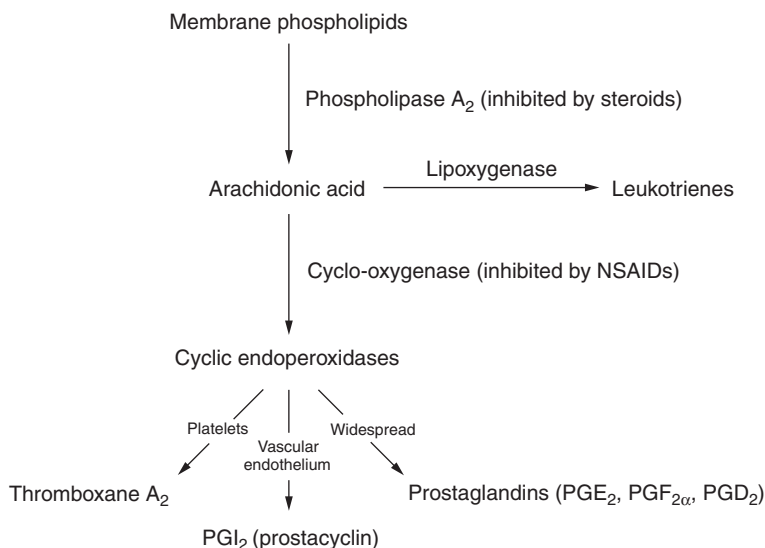 Membrane phospholipids
Phospholipase A₂ (inhibited by steroids)
Lipoxygenase
Arachidonic acid
Leukotrienes
Cyclo-oxygenase (inhibited by NSAIDs)
Cyclic endoperoxidases
Platelets
Vascular
endothelium
Widespread
Thromboxane A₂
Prostaglandins (PGE₂, PGF₂α, PGD₂)
PGI₂ (prostacyclin)